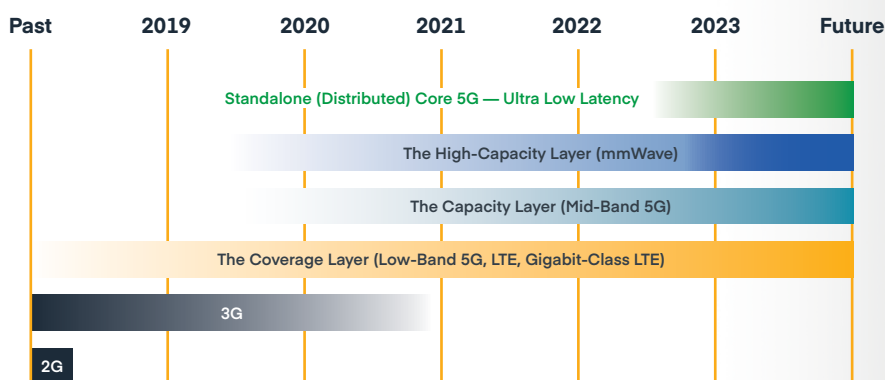 Past 2019 2020 2021 2022 2023 Future
Standalone (Distributed) Core 5G — Ultra Low Latency
The High-Capacity Layer (mmWave)
The Capacity Layer (Mid-Band 5G)
The Coverage Layer (Low-Band 5G, LTE, Gigabit-Class LTE)
3G
2G